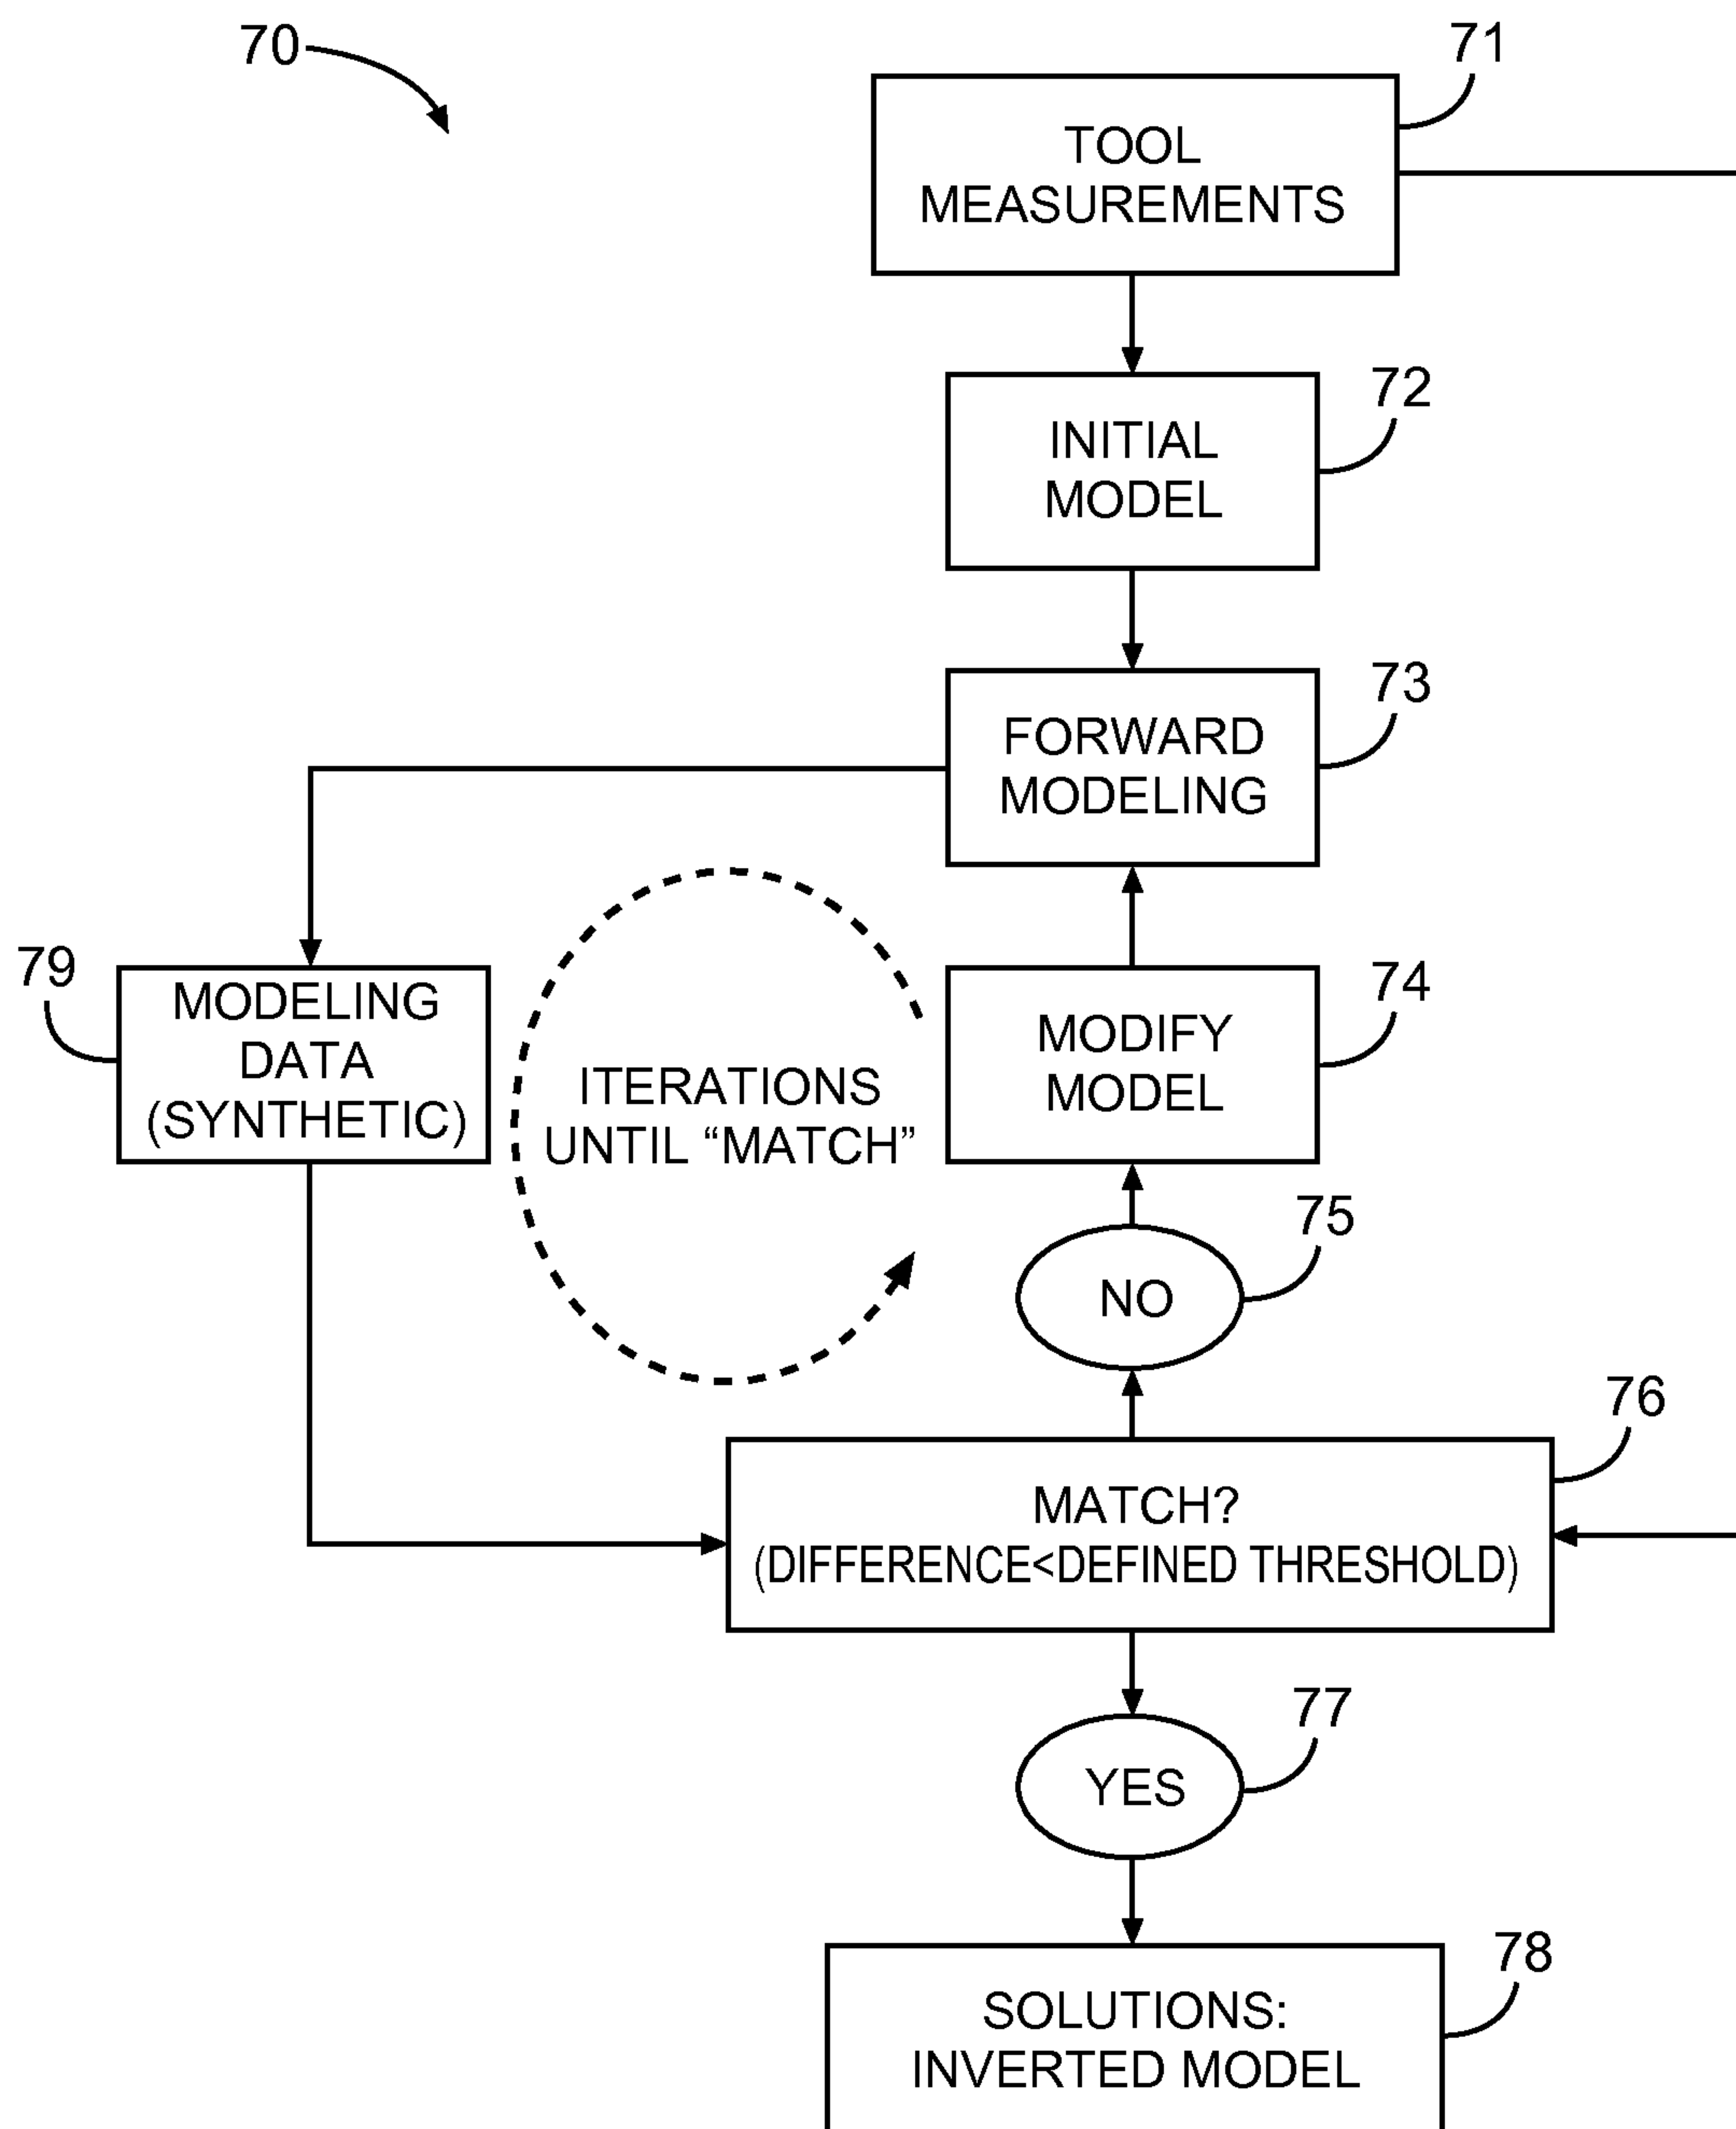 70
71
TOOL
MEASUREMENTS
72
INITIAL
MODEL
73
FORWARD
MODELING
79
MODELING
DATA
(SYNTHETIC)
ITERATIONS
UNTIL “MATCH”
74
MODIFY
MODEL
75
NO
76
MATCH?
(DIFFERENCE<DEFINED THRESHOLD)
77
YES
78
SOLUTIONS:
INVERTED MODEL